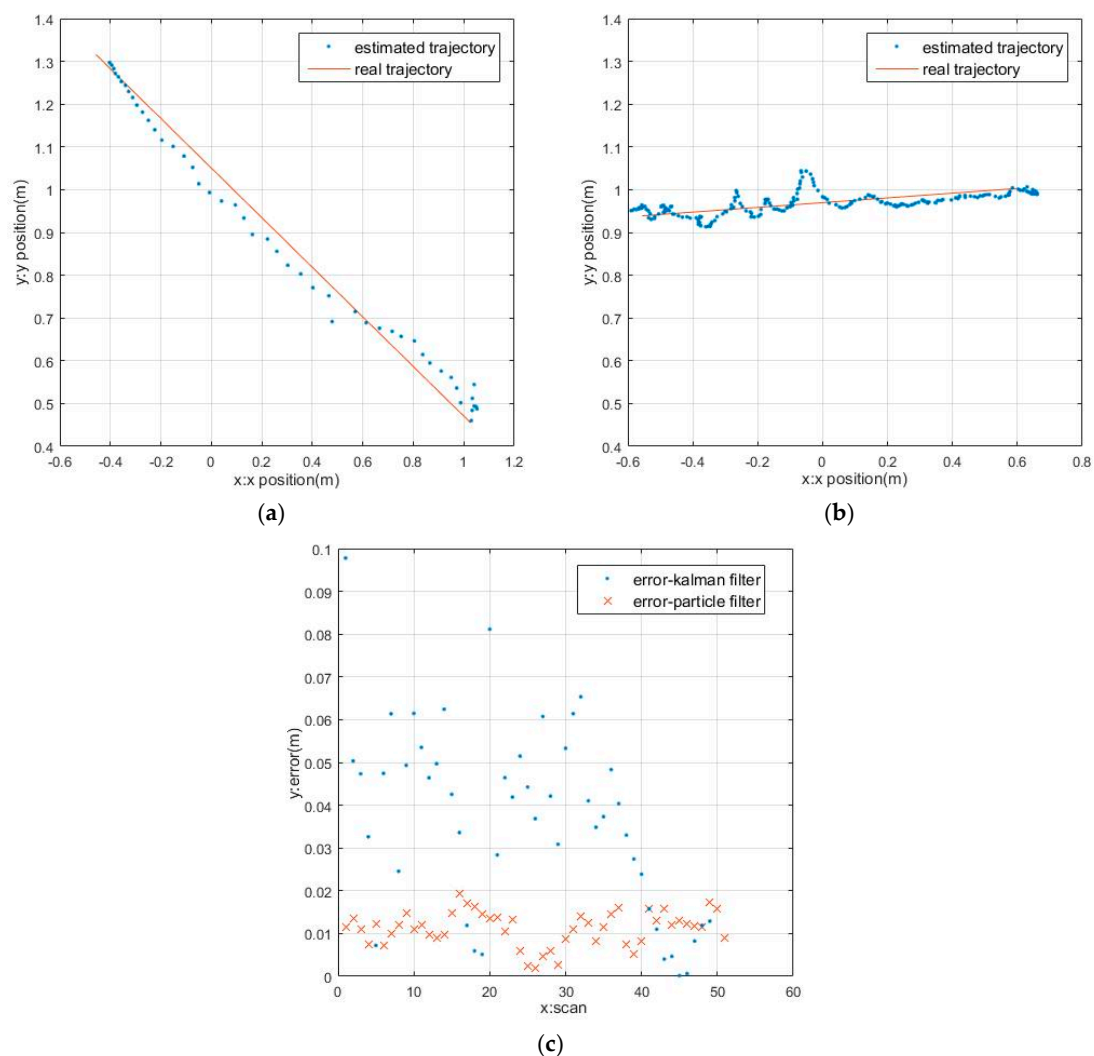 1.4
1.3
1.2
1.1
1
0.9
0.8
0.7
0.6
0.5
0.4
y:y position(m)
estimated trajectory
real trajectory
-0.6 -0.4 -0.2 0 0.2 0.4 0.6 0.8 1 1.2
x:x position(m)
(a)
1.4
1.3
1.2
1.1
1
0.9
0.8
0.7
0.6
0.5
0.4
y:y position(m)
estimated trajectory
real trajectory
-0.6 -0.4 -0.2 0 0.2 0.4 0.6 0.8
x:x position(m)
(b)
0.1
0.09
0.08
0.07
0.06
0.05
0.04
0.03
0.02
0.01
0
y:error(m)
error-kalman filter
error-particle filter
0 10 20 30 40 50 60
x:scan
(c)